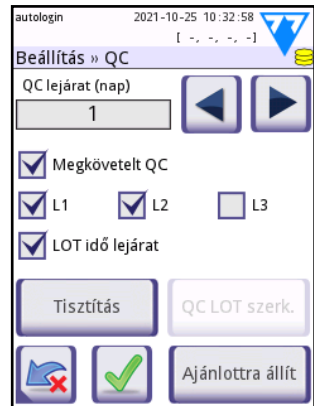 autologin 2021-10-25 10:32:58
[ -, -, -, -]
Beállítás » QC
QC lejárat (nap)
1
Megkövetelt QC
L1 L2 L3
LOT idő lejárat
Tisztítás QC LOT szerk.
Ajánlottra állít